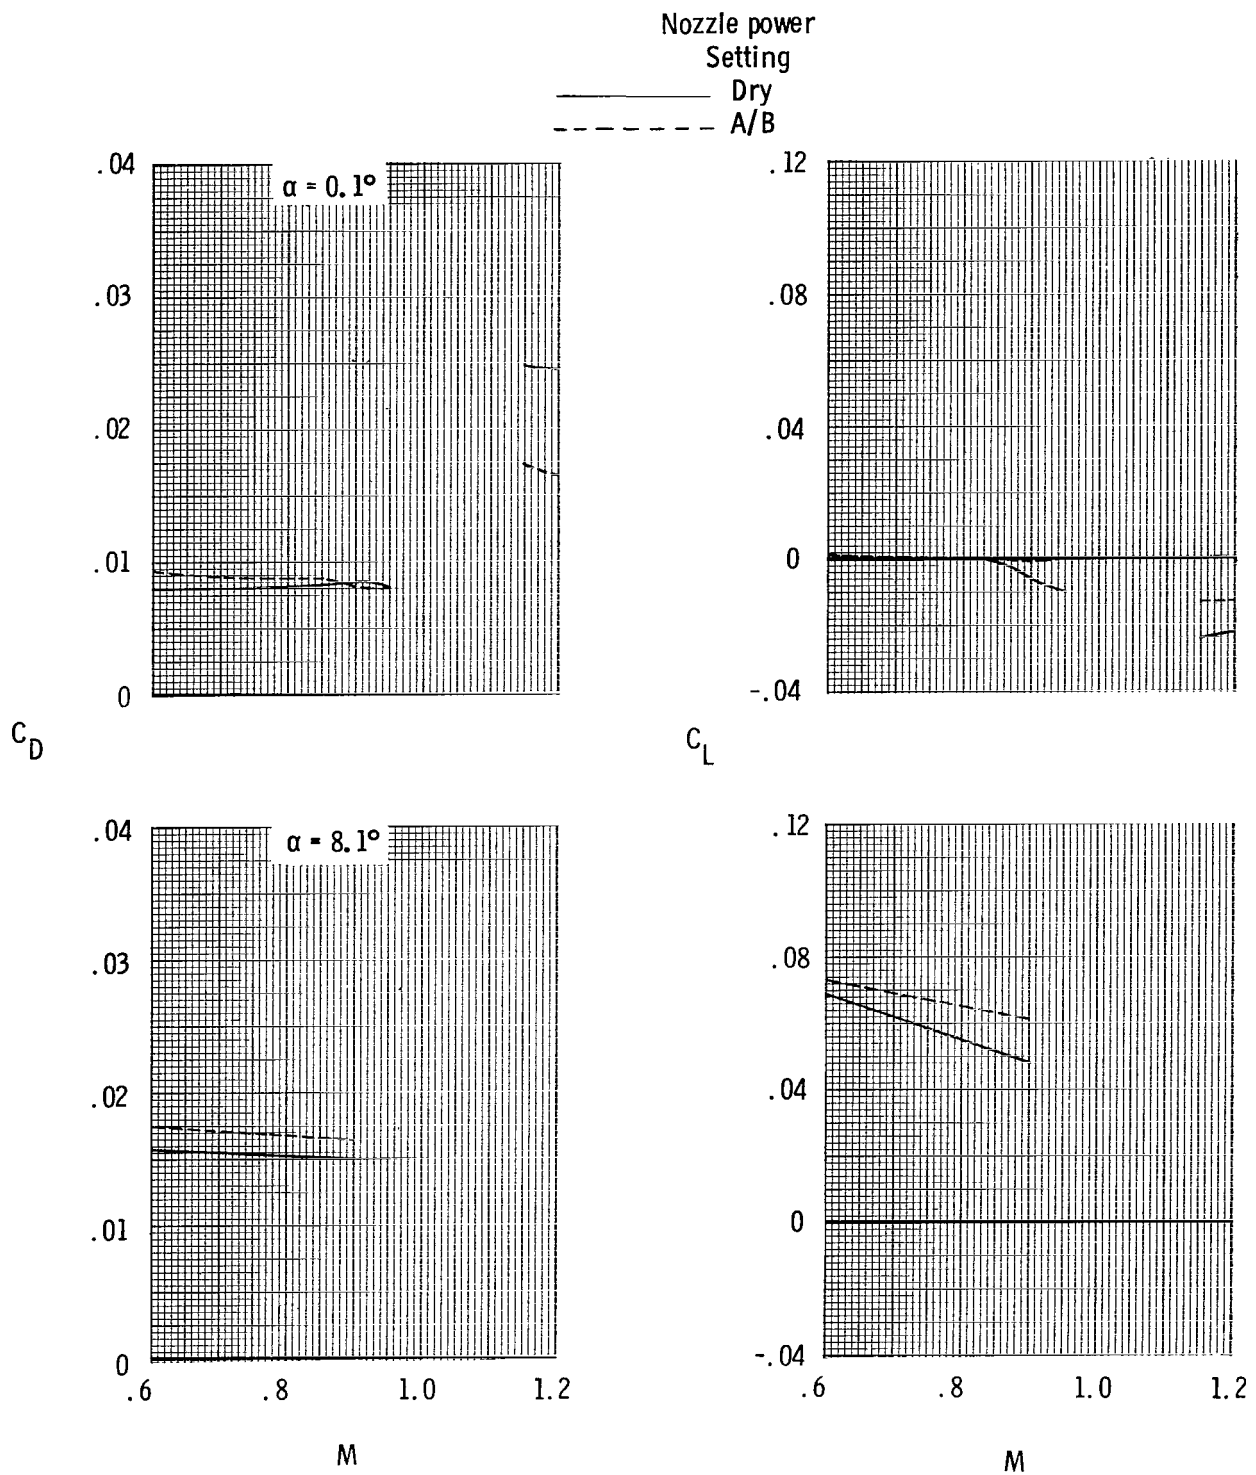 Nozzle power
Setting
Dry
A/B
α = 0.1°
.04
.03
.02
.01
0
.12
.08
.04
0
-.04
C_D
C_L
α = 8.1°
.04
.03
.02
.01
0
.6 .8 1.0 1.2
M
.12
.08
.04
0
-.04
.6 .8 1.0 1.2
M